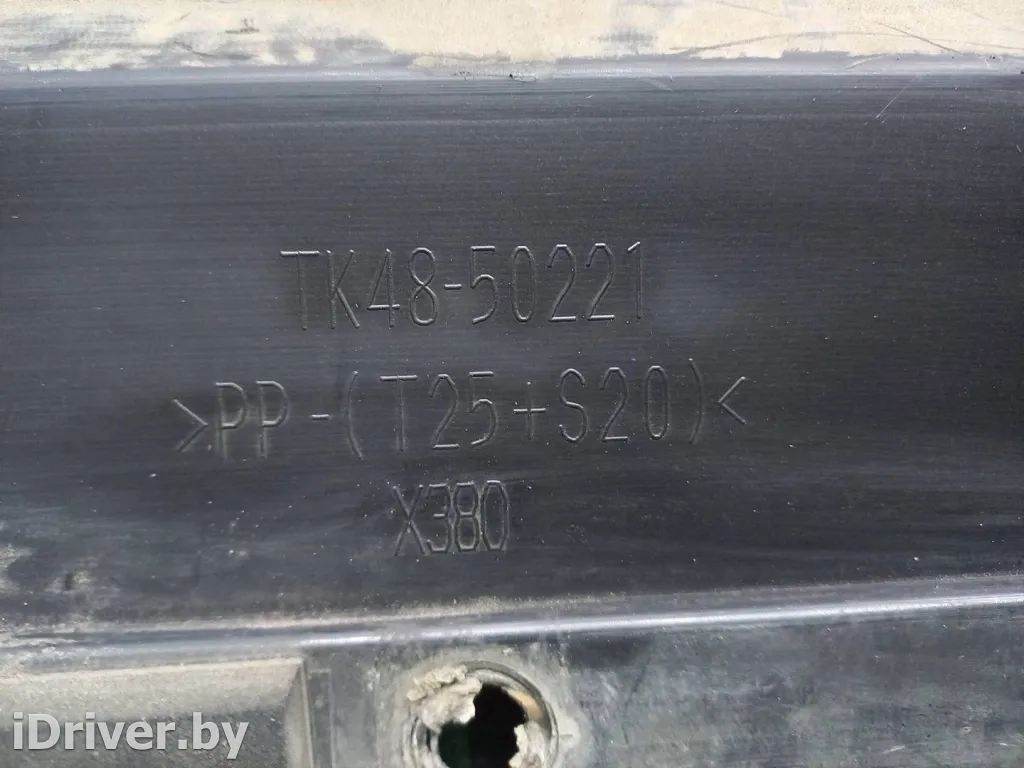 TK48-50221
>PP-(T25+S20)<
X380
iDriver.by